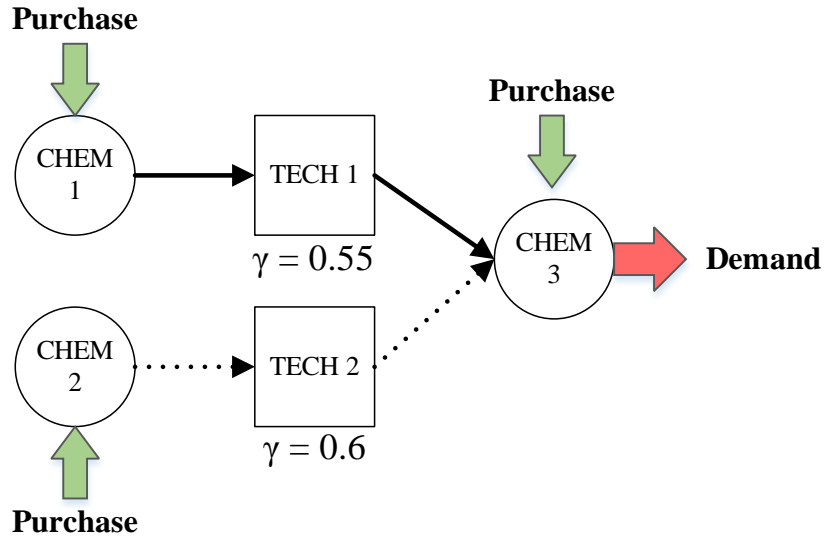 Purchase
CHEM
1
TECH 1
γ = 0.55
Purchase
CHEM
3
Demand
CHEM
2
TECH 2
γ = 0.6
Purchase